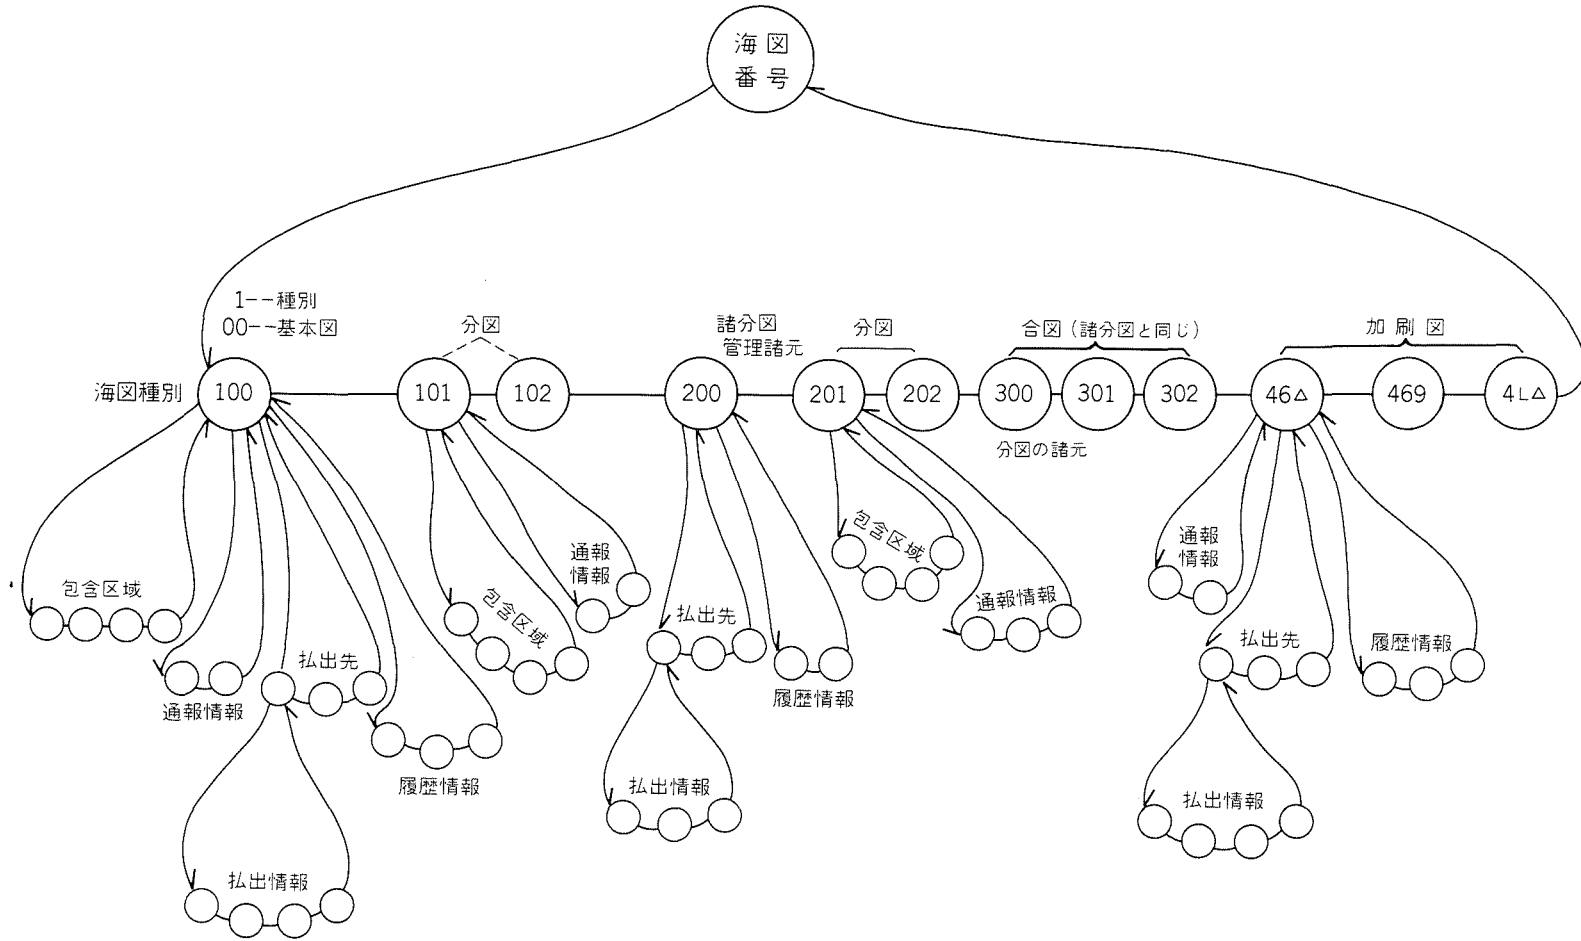 海図
番号
1--種別
00--基本図
分図
諸分図
管理諸元
分図
合図(諸分図と同じ)
加刷図
海図種別
100
101
102
200
201
202
300
301
302
46△
469
4L△
分図の諸元
包含区域
通報情報
払出先
履歴情報
払出情報
包含区域
通報
情報
払出先
履歴情報
払出情報
包含区域
通報情報
通報
情報
払出先
履歴情報
払出情報